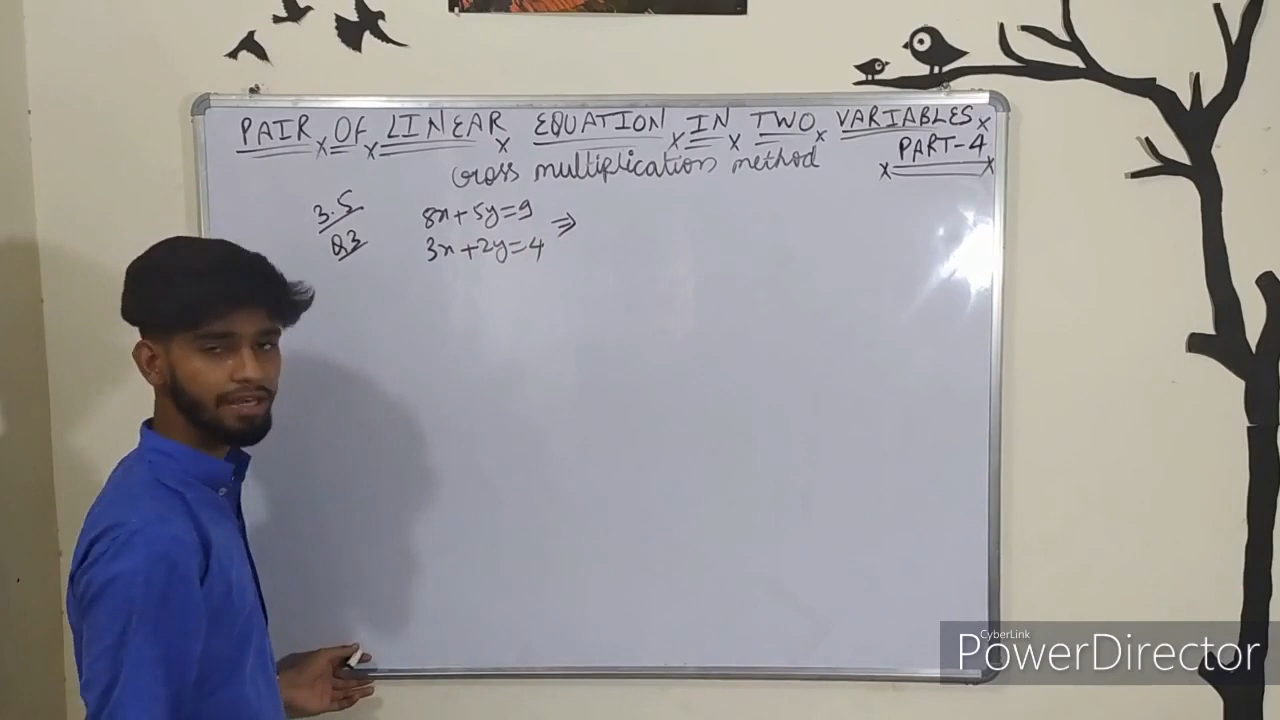 PAIR OF LINEAR EQUATION IN TWO VARIABLES
PART-4
Cross multiplication method
3.5
Q3
8x+5y=9
3x+2y=4
⇒
CyberLink
PowerDirector